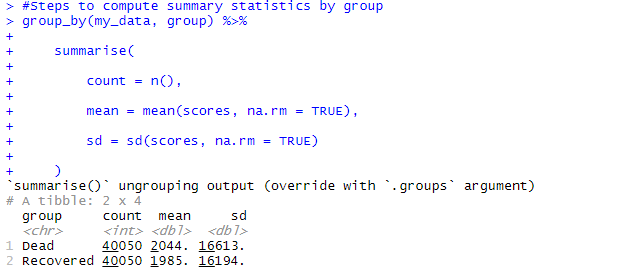 > #Steps to compute summary statistics by group
> group_by(my_data, group) %>%
+
+     summarise(
+
+         count = n(),
+
+         mean = mean(scores, na.rm = TRUE),
+
+         sd = sd(scores, na.rm = TRUE)
+
+     )
`summarise()` ungrouping output (override with `.groups` argument)
# A tibble: 2 x 4
  group     count  mean     sd
  <chr>     <int> <dbl>  <dbl>
1 Dead      40050 2044. 16613.
2 Recovered 40050 1985. 16194.